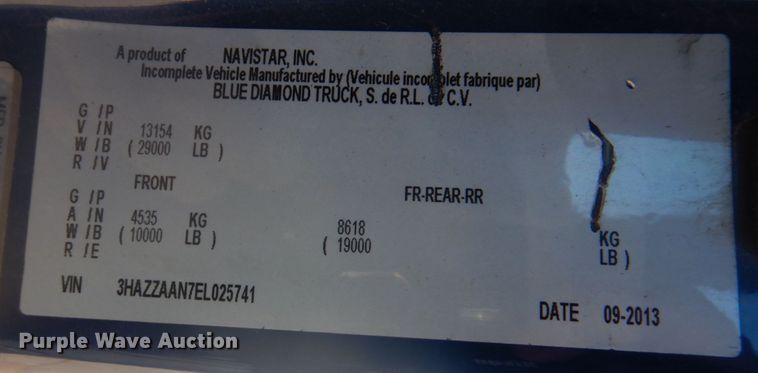 A product of NAVISTAR, INC.
Incomplete Vehicle Manufactured by (Vehicule incomplet fabrique par)
BLUE DIAMOND TRUCK, S. de R.L. de C.V.
G /P
V /N 13154 KG
W /B ( 29000 LB )
R /V
FRONT FR-REAR-RR
G /P
A /N 4535 KG 8618 KG
W /B ( 10000 LB ) ( 19000 LB )
R /E
VIN 3HAZZAAN7EL025741
DATE 09-2013
Purple Wave Auction